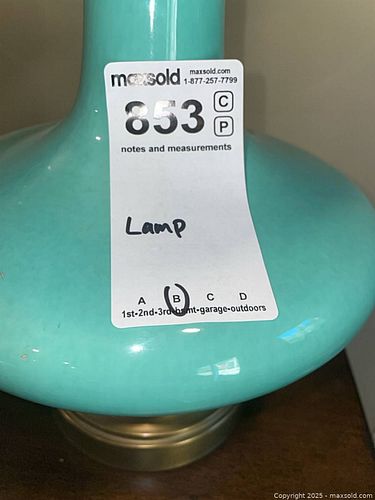 maxsold
maxsold.com
1-877-257-7799
853
C
P
notes and measurements
Lamp
A B C D
1st-2nd-3rd-bsmt-garage-outdoors
Copyright 2025 - maxsold.com